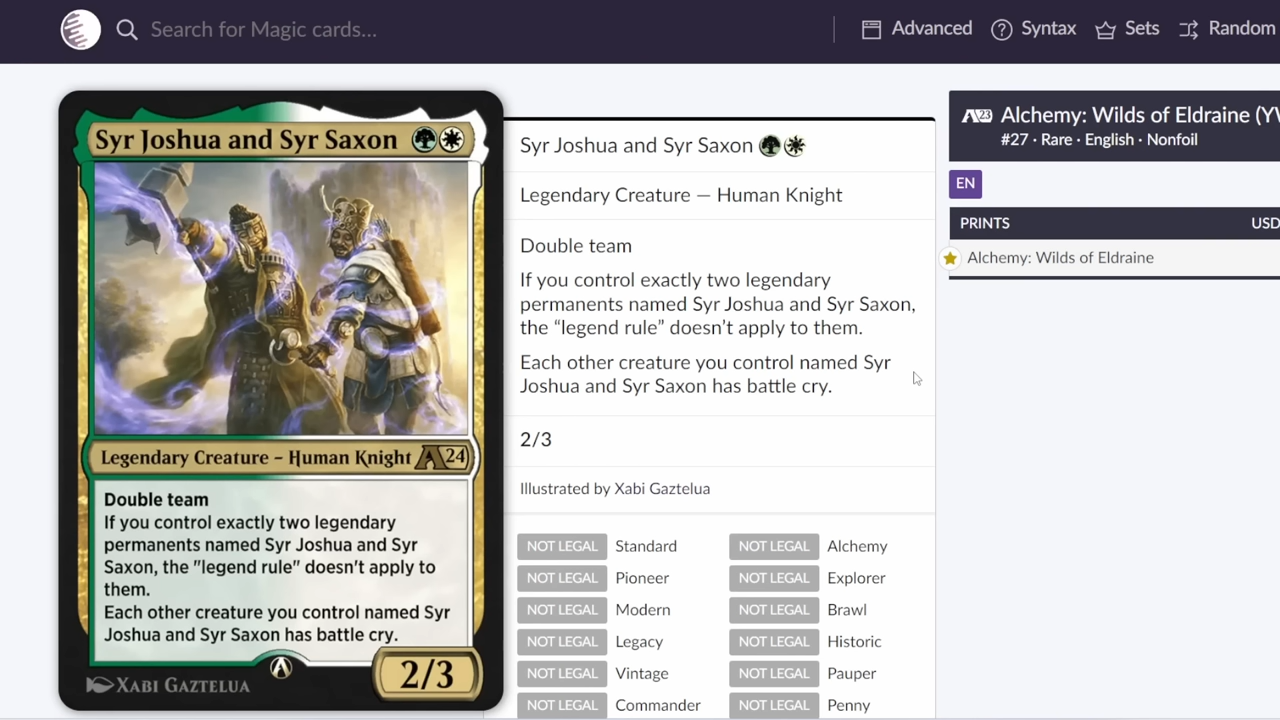 Search for Magic cards...
Advanced
Syntax
Sets
Random
Syr Joshua and Syr Saxon
Legendary Creature – Human Knight
A24
Double team
If you control exactly two legendary
permanents named Syr Joshua and Syr
Saxon, the "legend rule" doesn't apply to
them.
Each other creature you control named Syr
Joshua and Syr Saxon has battle cry.
XABI GAZTELUA
2/3
Syr Joshua and Syr Saxon
Legendary Creature — Human Knight
Double team
If you control exactly two legendary
permanents named Syr Joshua and Syr Saxon,
the “legend rule” doesn’t apply to them.
Each other creature you control named Syr
Joshua and Syr Saxon has battle cry.
2/3
Illustrated by Xabi Gaztelua
NOT LEGAL Standard NOT LEGAL Alchemy
NOT LEGAL Pioneer NOT LEGAL Explorer
NOT LEGAL Modern NOT LEGAL Brawl
NOT LEGAL Legacy NOT LEGAL Historic
NOT LEGAL Vintage NOT LEGAL Pauper
NOT LEGAL Commander NOT LEGAL Penny
A23 Alchemy: Wilds of Eldraine (YW
#27 · Rare · English · Nonfoil
EN
PRINTS USD
Alchemy: Wilds of Eldraine